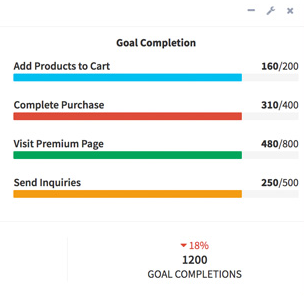 Goal Completion
Add Products to Cart 160/200
Complete Purchase 310/400
Visit Premium Page 480/800
Send Inquiries 250/500
18%
1200
GOAL COMPLETIONS